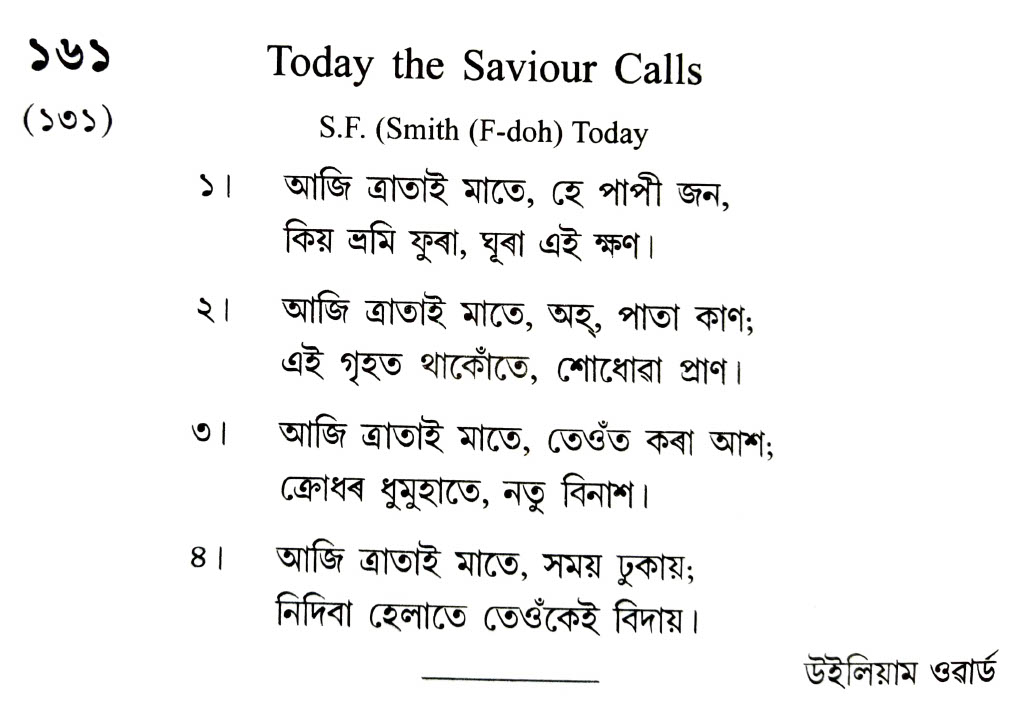 ১৬১
Today the Saviour Calls
(১৩১)
S.F. (Smith (F-doh) Today
১। আজি ত্ৰাতাই মাতে, হে পাপী জন,
কিয় ভ্ৰমি ফুৰা, ঘূৰা এই ক্ষণ।
২। আজি ত্ৰাতাই মাতে, অহ্, পাতা কাণ;
এই গৃহত থাকোঁতে, শোধোৱা প্ৰাণ।
৩। আজি ত্ৰাতাই মাতে, তেওঁত কৰা আশ;
ক্ৰোধৰ ধুমুহাতে, নতু বিনাশ।
৪। আজি ত্ৰাতাই মাতে, সময় ঢুকায়;
নিদিবা হেলাতে তেওঁকেই বিদায়।
উইলিয়াম ওৱাৰ্ড